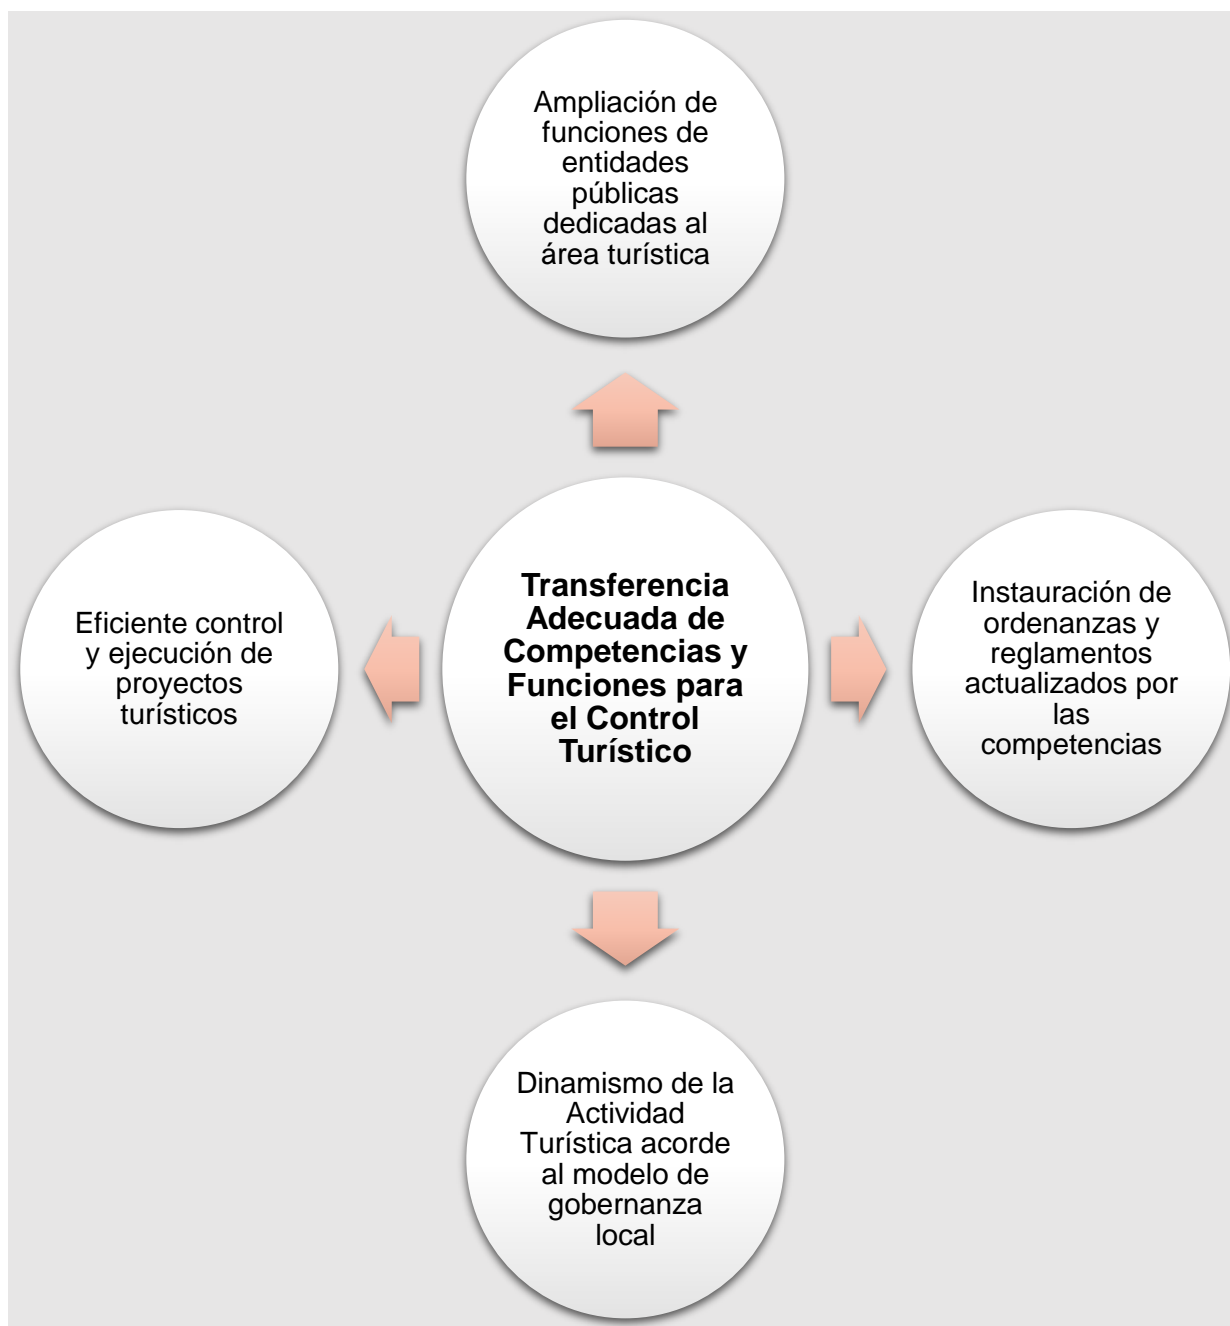 Ampliación de
funciones de
entidades
públicas
dedicadas al
área turística
Eficiente control
y ejecución de
proyectos
turísticos
Transferencia
Adecuada de
Competencias y
Funciones para
el Control
Turístico
Instauración de
ordenanzas y
reglamentos
actualizados por
las
competencias
Dinamismo de la
Actividad
Turística acorde
al modelo de
gobernanza
local